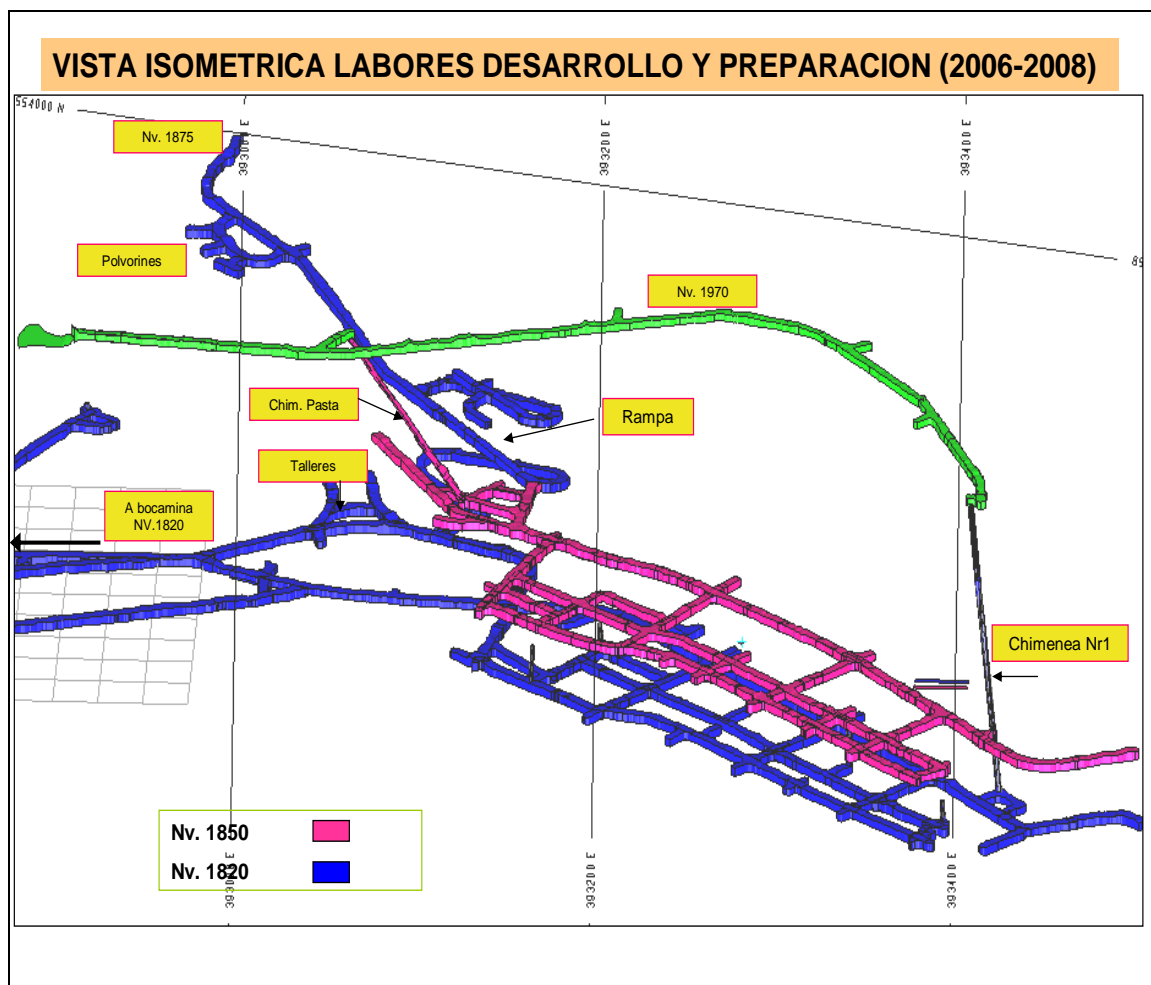 VISTA ISOMETRICA LABORES DESARROLLO Y PREPARACION (2006-2008)
554000 N
Nv. 1875
393000 E
393200 E
393400 E
Polvorines
89
Nv. 1970
Chim. Pasta
Rampa
Talleres
A bocamina
NV.1820
Chimenea Nr1
Nv. 1850
Nv. 1820
393000 E
393200 E
393400 E